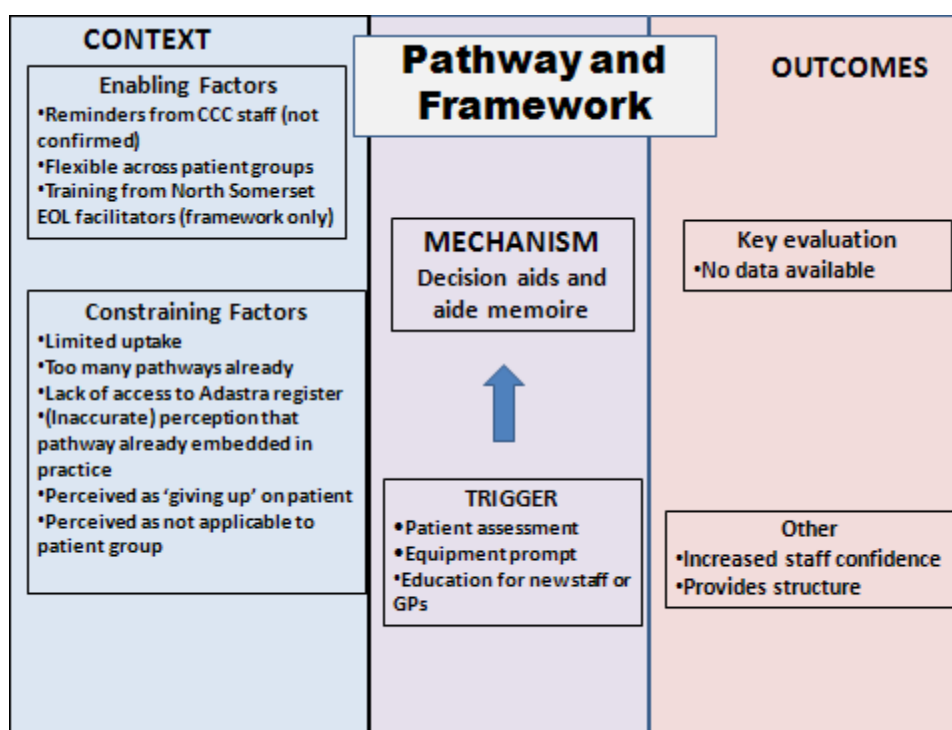 CONTEXT
Enabling Factors
•Reminders from CCC staff (not
confirmed)
•Flexible across patient groups
•Training from North Somerset
EOL facilitators (framework only)
Constraining Factors
•Limited uptake
•Too many pathways already
•Lack of access to Adastra register
•(Inaccurate) perception that
pathway already embedded in
practice
•Perceived as ‘giving up’ on patient
•Perceived as not applicable to
patient group
Pathway and
Framework
MECHANISM
Decision aids and
aide memoire
TRIGGER
•Patient assessment
•Equipment prompt
•Education for new staff or
GPs
OUTCOMES
Key evaluation
•No data available
Other
•Increased staff confidence
•Provides structure